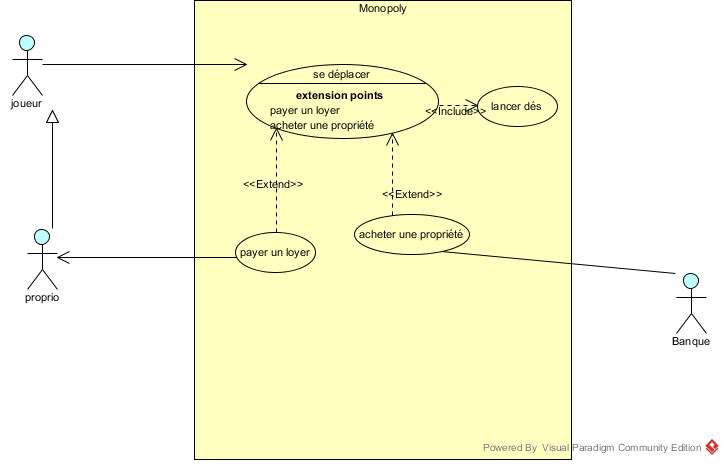 Monopoly
joueur
se déplacer
extension points
payer un loyer
acheter une propriété
<<Include>>
lancer dés
<<Extend>>
<<Extend>>
proprio
payer un loyer
acheter une propriété
Banque
Powered By Visual Paradigm Community Edition